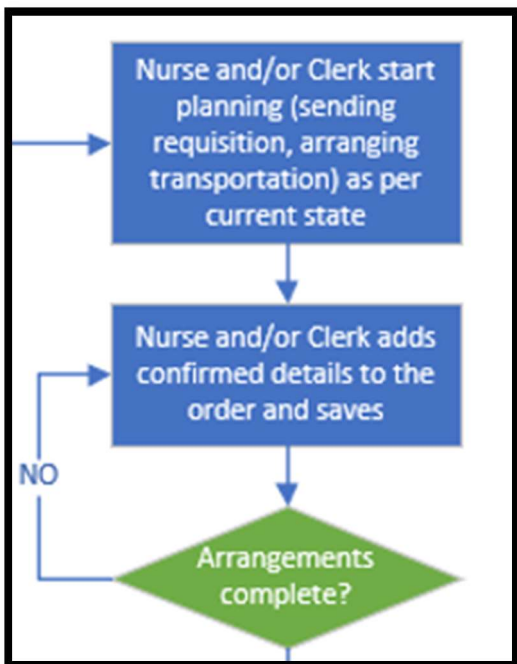 Nurse and/or Clerk start
planning (sending
requisition, arranging
transportation) as per
current state
Nurse and/or Clerk adds
confirmed details to the
order and saves
NO
Arrangements
complete?